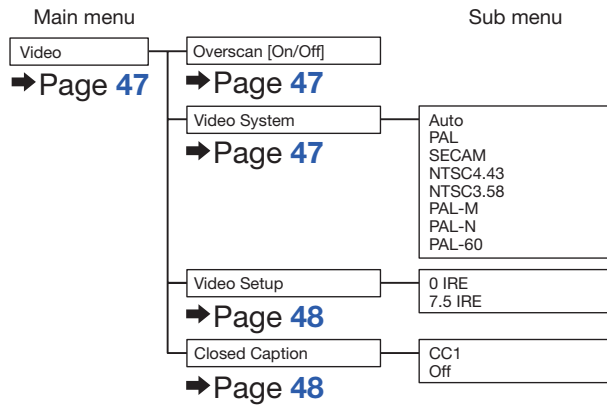 Main menu
Sub menu
Video
➡Page 47
Overscan [On/Off]
➡Page 47
Video System
➡Page 47
Auto
PAL
SECAM
NTSC4.43
NTSC3.58
PAL-M
PAL-N
PAL-60
Video Setup
➡Page 48
0 IRE
7.5 IRE
Closed Caption
➡Page 48
CC1
Off